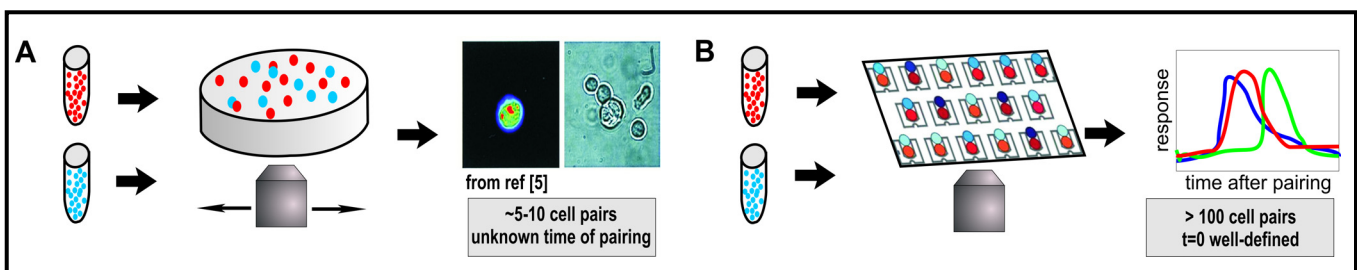 A
from ref [5]
~5-10 cell pairs
unknown time of pairing
B
response
time after pairing
> 100 cell pairs
t=0 well-defined